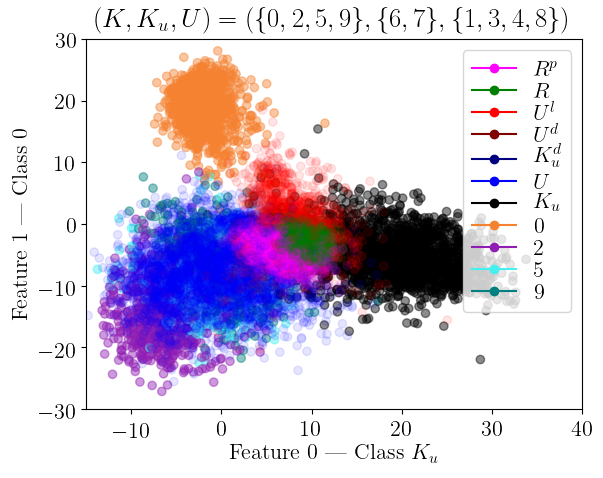 (K, K_u, U) = ({0, 2, 5, 9}, {6, 7}, {1, 3, 4, 8})
30
20
10
0
−10
−20
−30
Feature 1 — Class 0
−10
0
10
20
30
40
Feature 0 — Class K_u
R^p
R
U^l
U^d
K_u^d
U
K_u
0
2
5
9